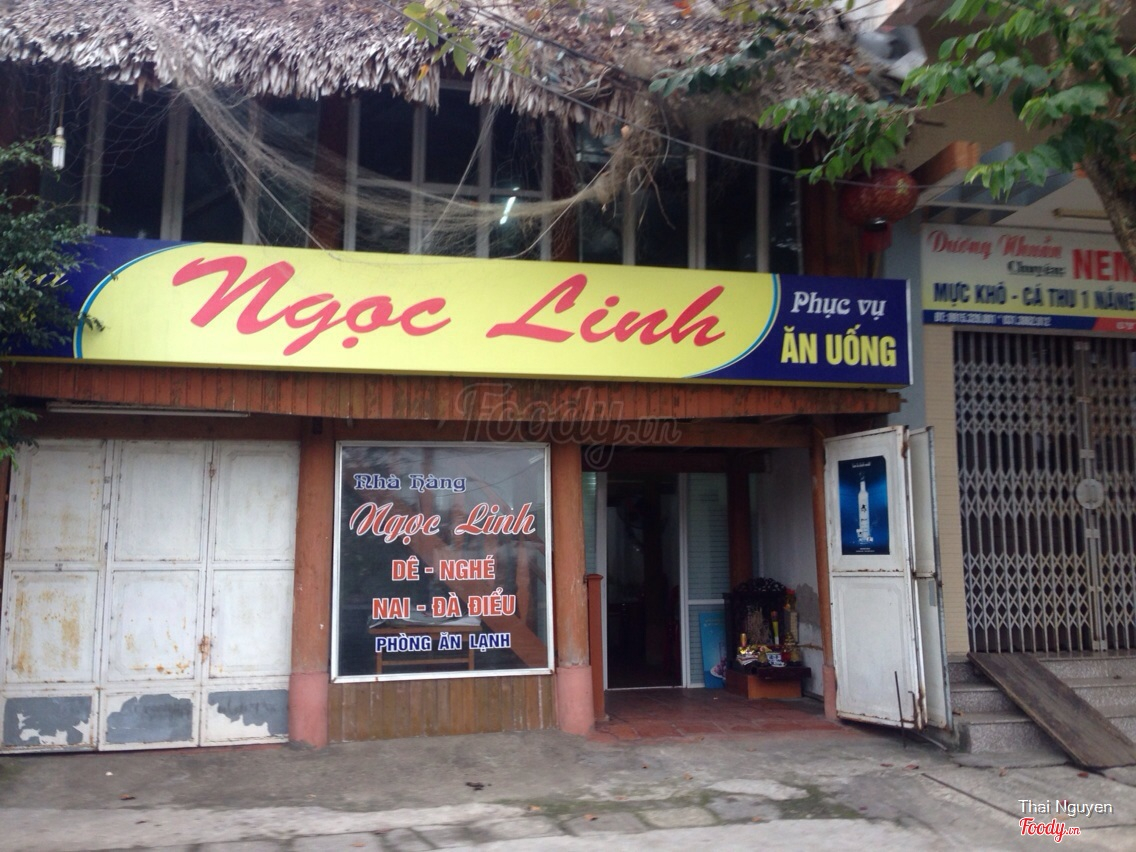 Ngọc Linh
Phục vụ
ĂN UỐNG
Dương Nhuần
Chuyên: NEM
MỰC KHÔ - CÁ THU 1 NẮNG
Foody.vn
Nhà hàng
Ngọc Linh
DÊ - NGHÉ
NAI - ĐÀ ĐIỂU
PHÒNG ĂN LẠNH
Thai Nguyen
Foody.vn